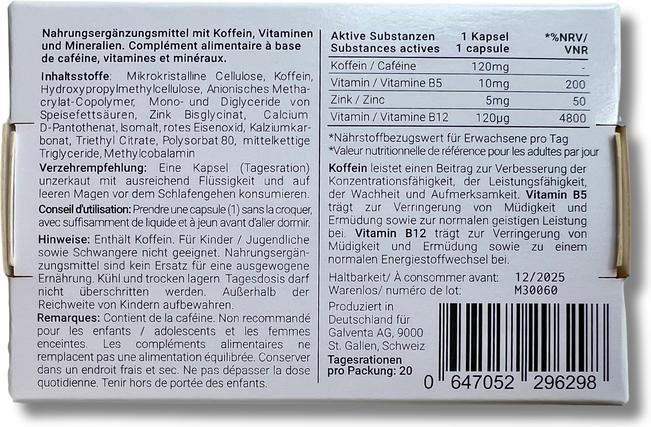 Nahrungsergänzungsmittel mit Koffein, Vitaminen
und Mineralien. Complément alimentaire à base
de caféine, vitamines et minéraux.
Inhaltsstoffe: Mikrokristalline Cellulose, Koffein,
Hydroxypropylmethylcellulose, Anionisches Metha-
crylat-Copolymer, Mono- und Diglyceride von
Speisefettsäuren, Zink Bisglycinat, Calcium
D-Pantothenat, Isomalt, rotes Eisenoxid, Kalziumkar-
bonat, Triethyl Citrate, Polysorbat 80, mittelkettige
Triglyceride, Methylcobalamin
Verzehrempfehlung: Eine Kapsel (Tagesration)
unzerkaut mit ausreichend Flüssigkeit und auf
leeren Magen vor dem Schlafengehen konsumieren.
Conseil d'utilisation: Prendre une capsule (1) sans la croquer,
avec suffisamment de liquide et à jeun avant d'aller dormir.
Hinweise: Enthält Koffein. Für Kinder / Jugendliche
sowie Schwangere nicht geeignet. Nahrungsergän-
zungsmittel sind kein Ersatz für eine ausgewogene
Ernährung. Kühl und trocken lagern. Tagesdosis darf
nicht überschritten werden. Außerhalb der
Reichweite von Kindern aufbewahren.
Remarques: Contient de la caféine. Non recommandé
pour les enfants / adolescents et les femmes
enceintes. Les compléments alimentaires ne
remplacent pas une alimentation équilibrée. Conserver
dans un endroit frais et sec. Ne pas dépasser la dose
quotidienne. Tenir hors de portée des enfants.
Aktive Substanzen 1 Kapsel *%NRV/
Substances actives 1 capsule VNR
Koffein / Caféine 120mg -
Vitamin / Vitamine B5 10mg 200
Zink / Zinc 5mg 50
Vitamin / Vitamine B12 120µg 4800
*Nährstoffbezugswert für Erwachsene pro Tag
*Valeur nutritionnelle de référence pour les adultes par jour
Koffein leistet einen Beitrag zur Verbesserung der
Konzentrationsfähigkeit, der Leistungsfähigkeit,
der Wachheit und Aufmerksamkeit. Vitamin B5
trägt zur Verringerung von Müdigkeit und
Ermüdung sowie zur normalen geistigen Leistung
bei. Vitamin B12 trägt zur Verringerung von
Müdigkeit und Ermüdung sowie zu einem
normalen Energiestoffwechsel bei.
Haltbarkeit/ À consommer avant: 12/2025
Warenlos/ numéro de lot: M30060
Produziert in
Deutschland für
Galventa AG, 9000
St. Gallen, Schweiz
Tagesrationen
pro Packung: 20
0 647052 296298